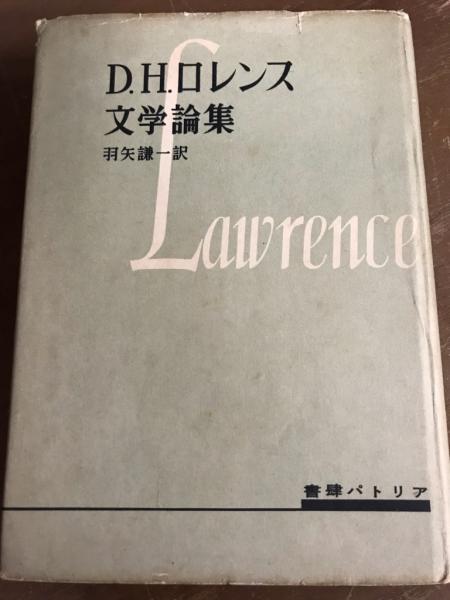 D.H.ロレンス
文学論集
羽矢謙一訳
Lawrence
書肆パトリア